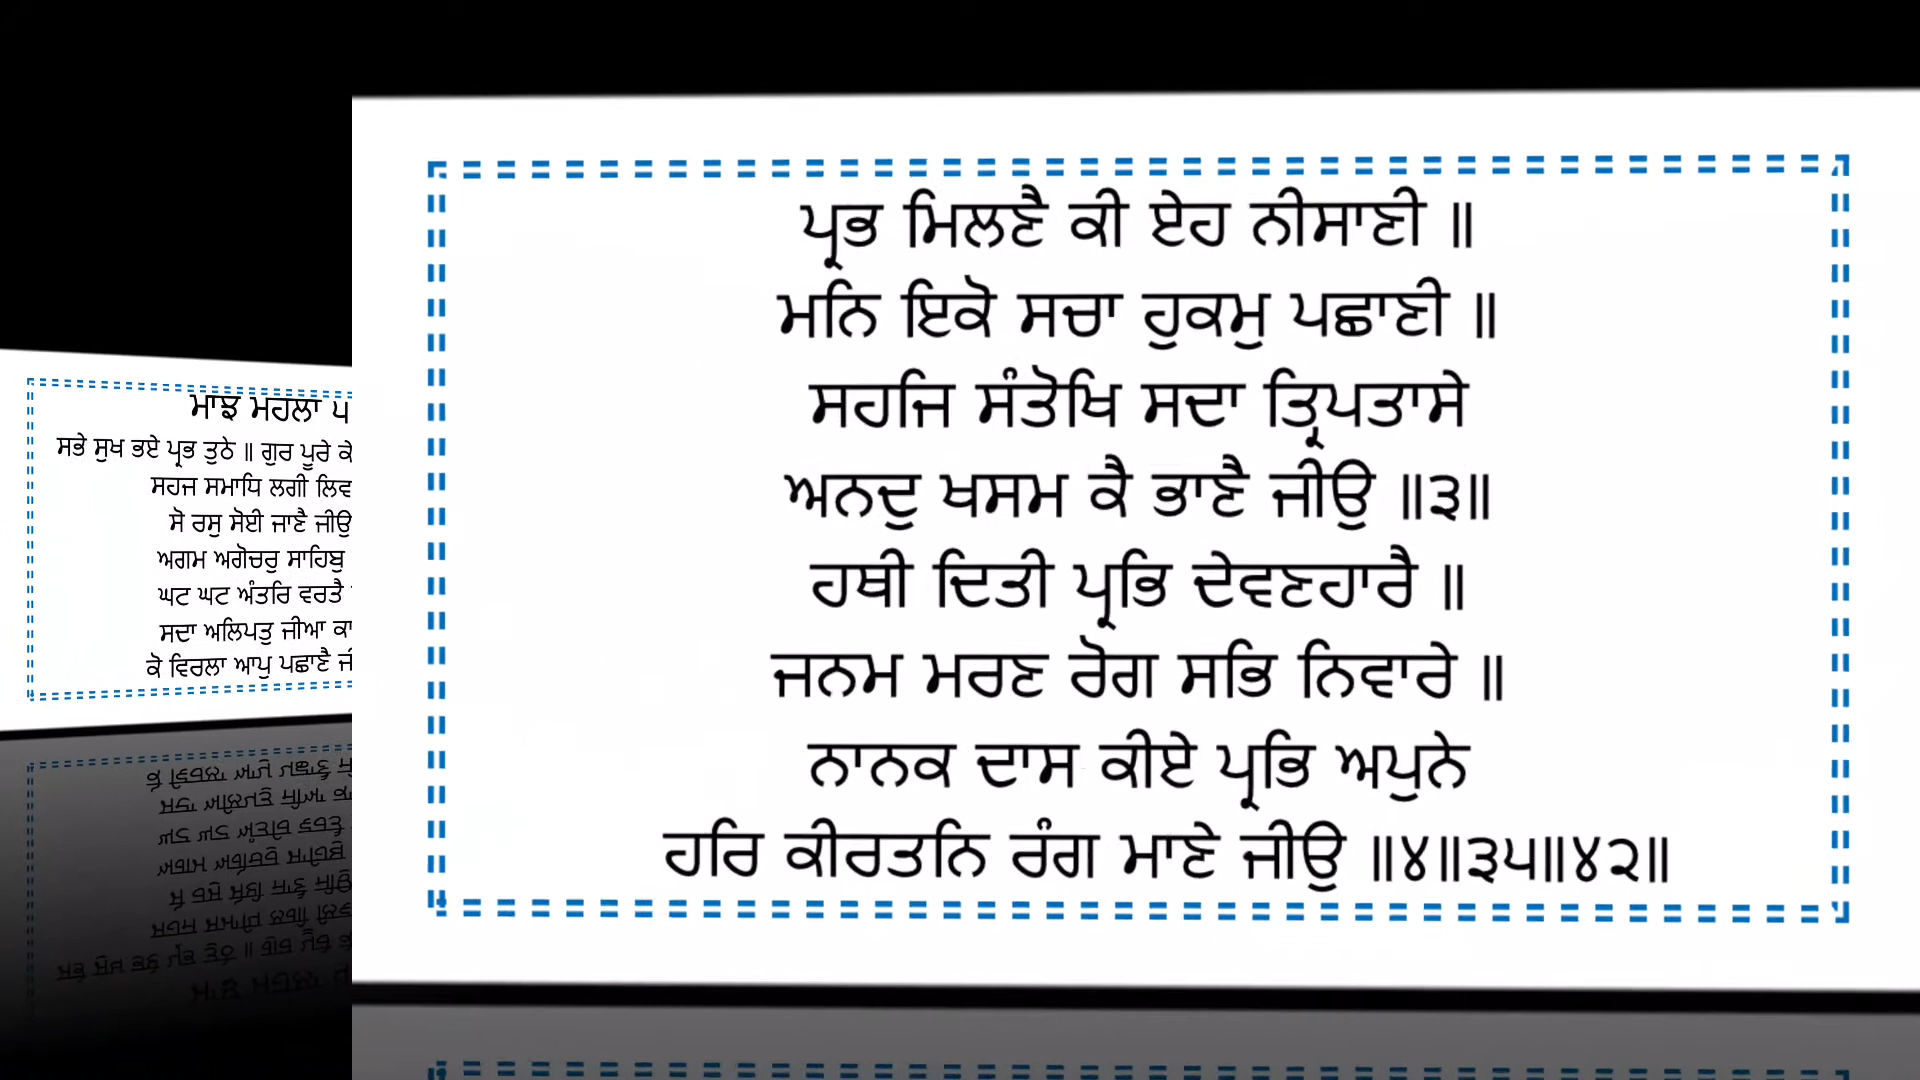 ਮਾਝ ਮਹਲਾ ਪ
ਸਭੇ ਸੁਖ ਭਏ ਪ੍ਰਭ ਤੁਠੇ ॥ ਗੁਰ ਪੂਰੇ ਕੇ
ਸਹਜ ਸਮਾਧਿ ਲਗੀ ਲਿਵ
ਸੋ ਰਸੁ ਸੋਈ ਜਾਣੈ ਜੀਉ
ਅਗਮ ਅਗੋਚਰੁ ਸਾਹਿਬੁ
ਘਟ ਘਟ ਅੰਤਰਿ ਵਰਤੈ
ਸਦਾ ਅਲਿਪਤੁ ਜੀਆ ਕਾ
ਕੋ ਵਿਰਲਾ ਆਪੁ ਪਛਾਣੈ
ਪ੍ਰਭ ਮਿਲਣੈ ਕੀ ਏਹ ਨੀਸਾਣੀ ॥
ਮਨਿ ਇਕੋ ਸਚਾ ਹੁਕਮੁ ਪਛਾਣੀ ॥
ਸਹਜਿ ਸੰਤੋਖਿ ਸਦਾ ਤ੍ਰਿਪਤਾਸੇ
ਅਨਦੁ ਖਸਮ ਕੈ ਭਾਣੈ ਜੀਉ ॥੩॥
ਹਥੀ ਦਿਤੀ ਪ੍ਰਭਿ ਦੇਵਣਹਾਰੈ ॥
ਜਨਮ ਮਰਣ ਰੋਗ ਸਭਿ ਨਿਵਾਰੇ ॥
ਨਾਨਕ ਦਾਸ ਕੀਏ ਪ੍ਰਭਿ ਅਪੁਨੇ
ਹਰਿ ਕੀਰਤਨਿ ਰੰਗ ਮਾਣੇ ਜੀਉ ॥੪॥੩੫॥੪੨॥